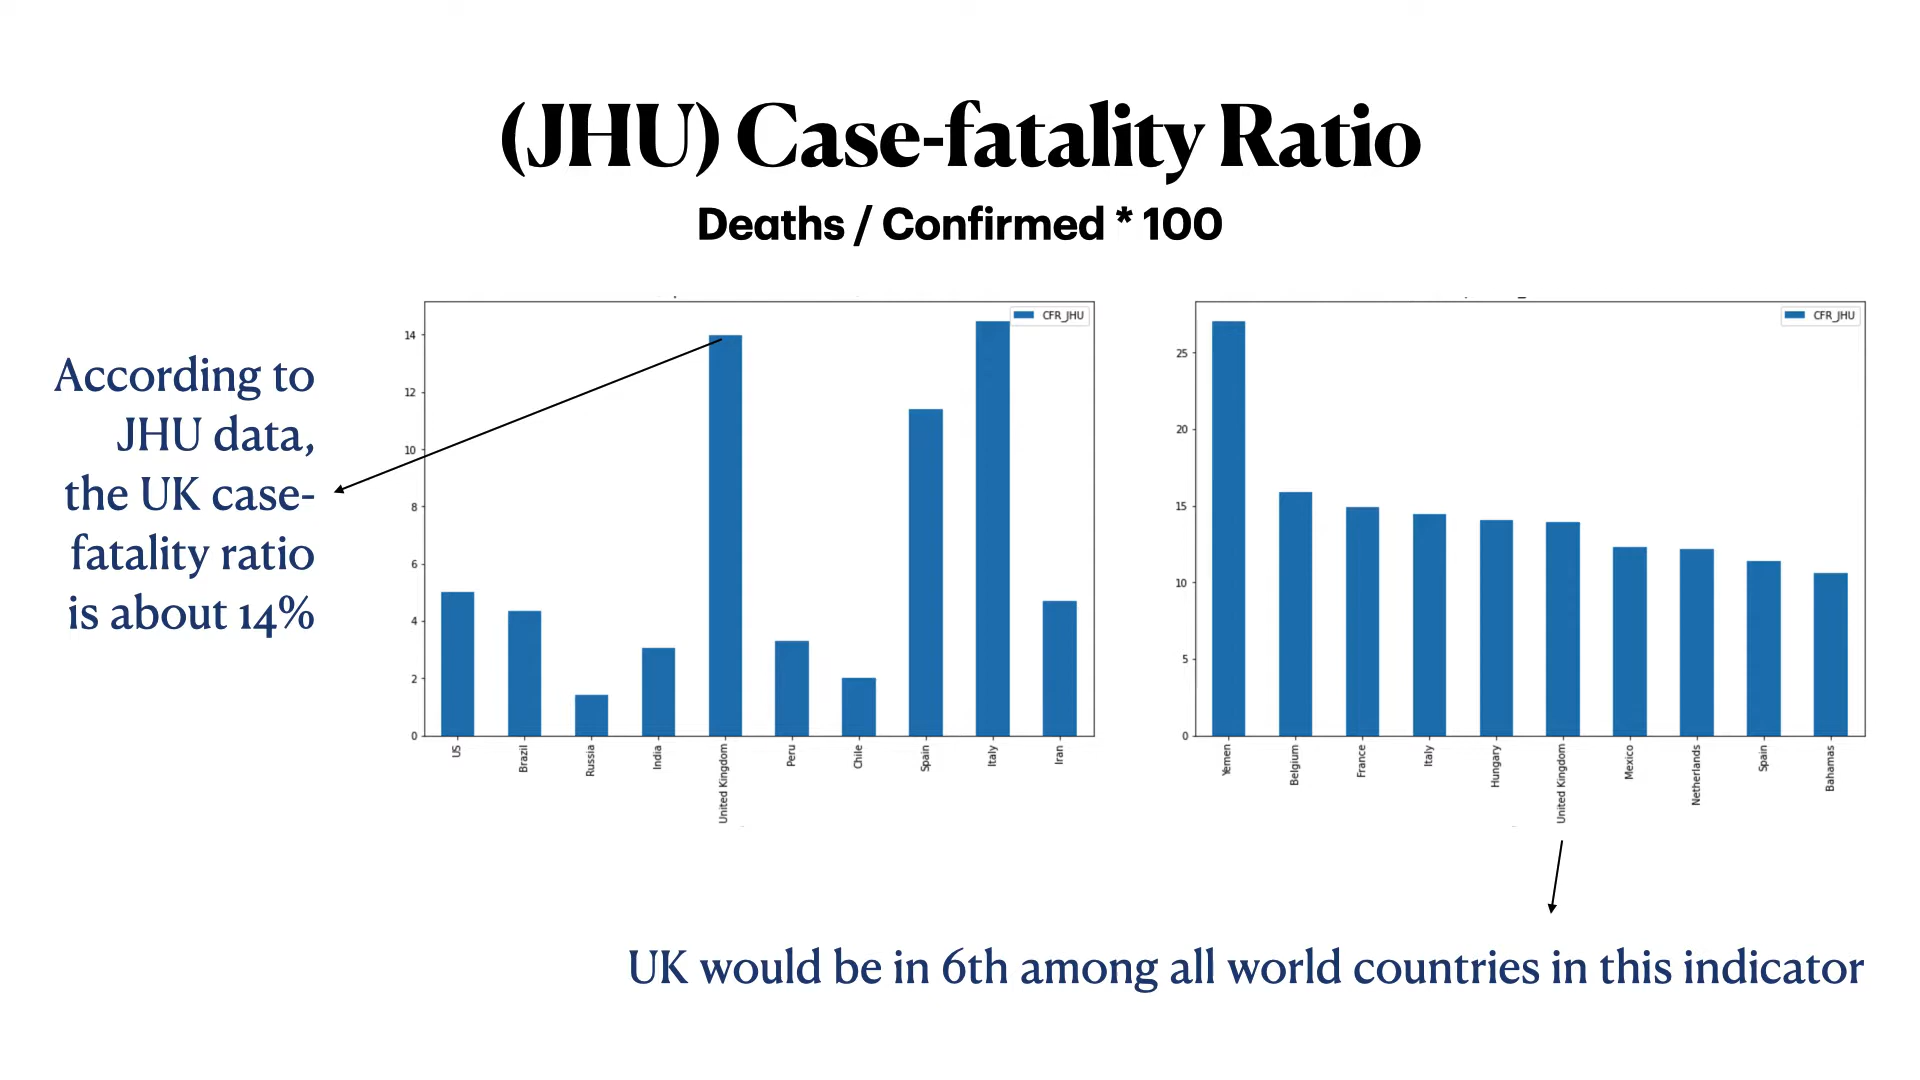 (JHU) Case-fatality Ratio
Deaths / Confirmed * 100
According to
JHU data,
the UK case-
fatality ratio
is about 14%
CFR_JHU
14
12
10
8
6
4
2
0
US
Brazil
Russia
India
United Kingdom
Peru
Chile
Spain
Italy
Iran
CFR_JHU
25
20
15
10
5
0
Yemen
Belgium
France
Italy
Hungary
United Kingdom
Mexico
Netherlands
Spain
Bahamas
UK would be in 6th among all world countries in this indicator